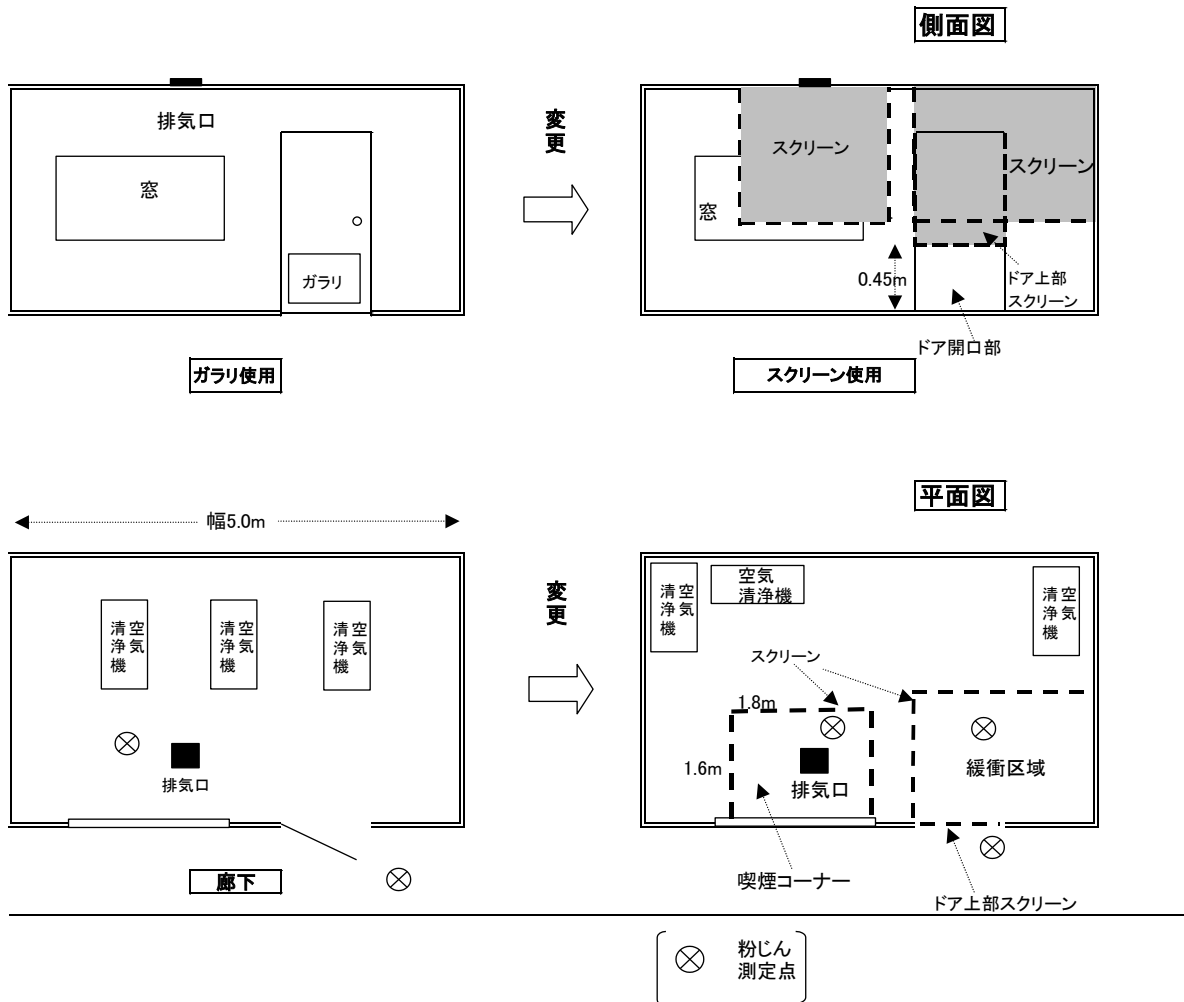 側面図
排気口
窓
ガラリ
ガラリ使用
変更
スクリーン
スクリーン
窓
0.45m
ドア上部
スクリーン
ドア開口部
スクリーン使用
平面図
幅5.0m
空気
清浄機
空気
清浄機
空気
清浄機
排気口
廊下
変更
空気
清浄機
空気
清浄機
空気
清浄機
スクリーン
1.8m
1.6m
排気口
緩衝区域
喫煙コーナー
ドア上部スクリーン
粉じん
測定点